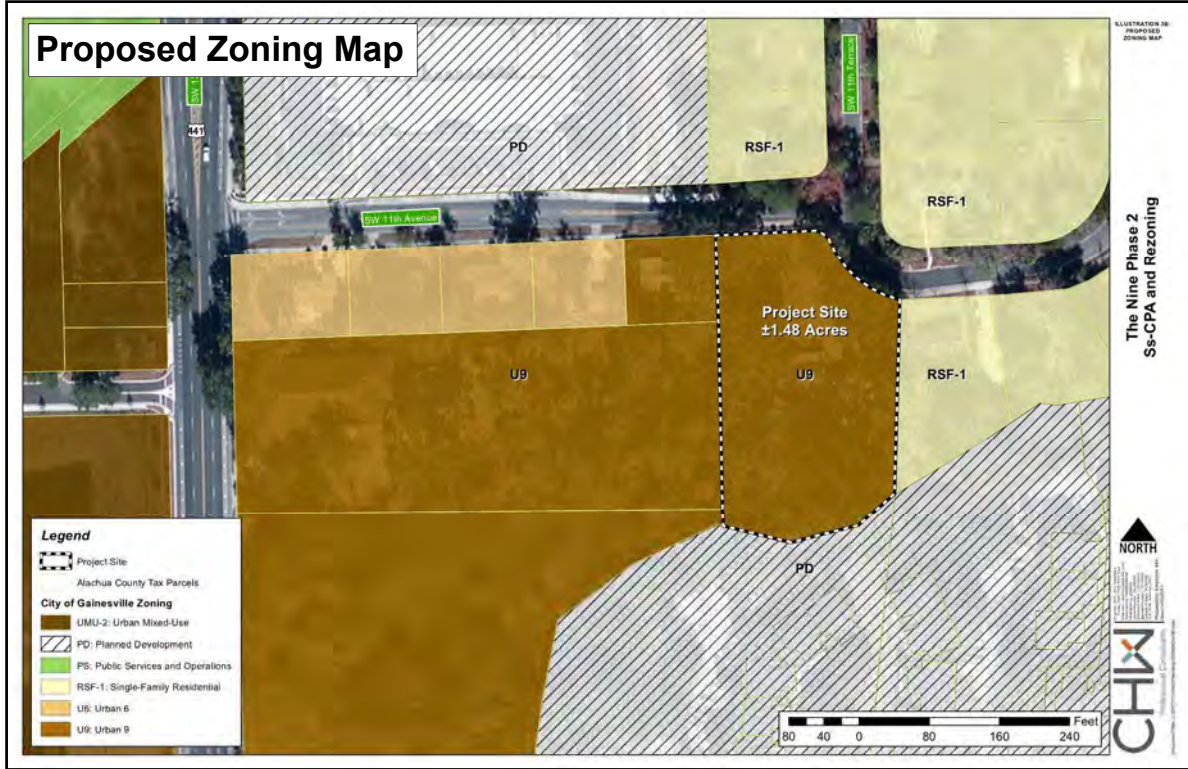 Proposed Zoning Map
ILLUSTRATION 3B:
PROPOSED
ZONING MAP
SW 11th Terrace
441
PD
RSF-1
RSF-1
SW 11th Avenue
Project Site
±1.48 Acres
U9
U9
RSF-1
PD
The Nine Phase 2
Ss-CPA and Rezoning
Legend
Project Site
Alachua County Tax Parcels
City of Gainesville Zoning
UMU-2: Urban Mixed-Use
PD: Planned Development
PS: Public Services and Operations
RSF-1: Single-Family Residential
U6: Urban 6
U9: Urban 9
NORTH
CHW
Professional Consultants
80 40 0 80 160 240 Feet